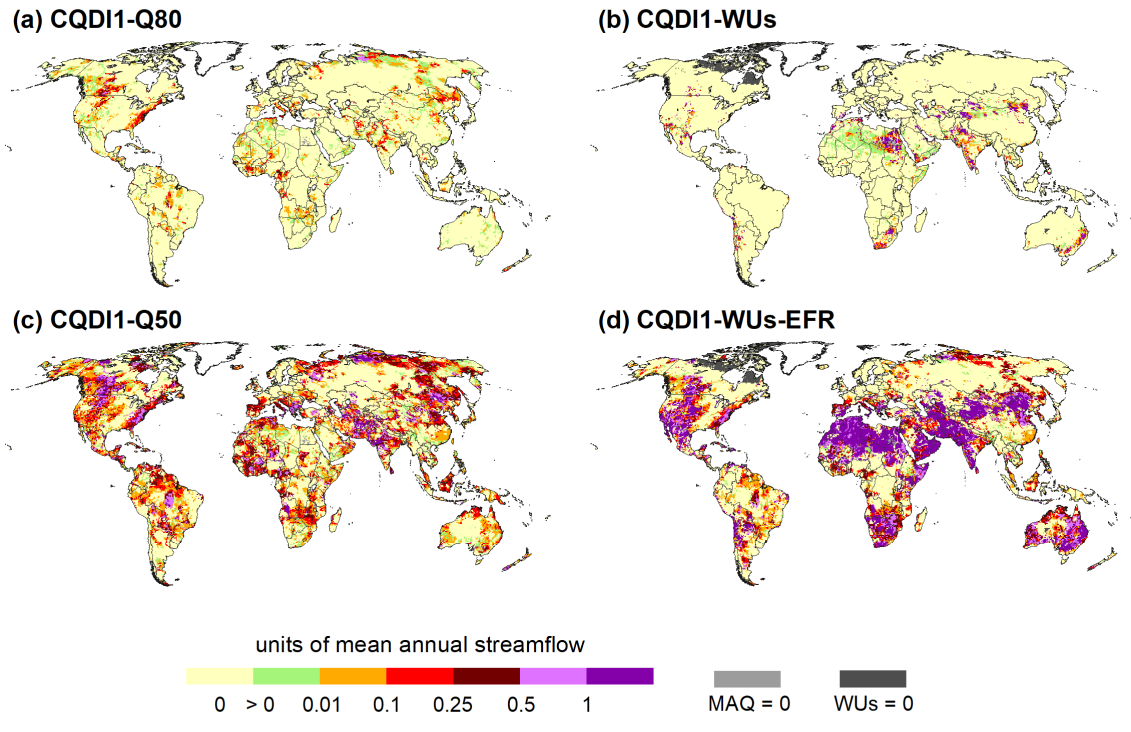 (a) CQDI1-Q80
(b) CQDI1-WUs
(c) CQDI1-Q50
(d) CQDI1-WUs-EFR
units of mean annual streamflow
0 > 0 0.01 0.1 0.25 0.5 1
MAQ = 0
WUs = 0